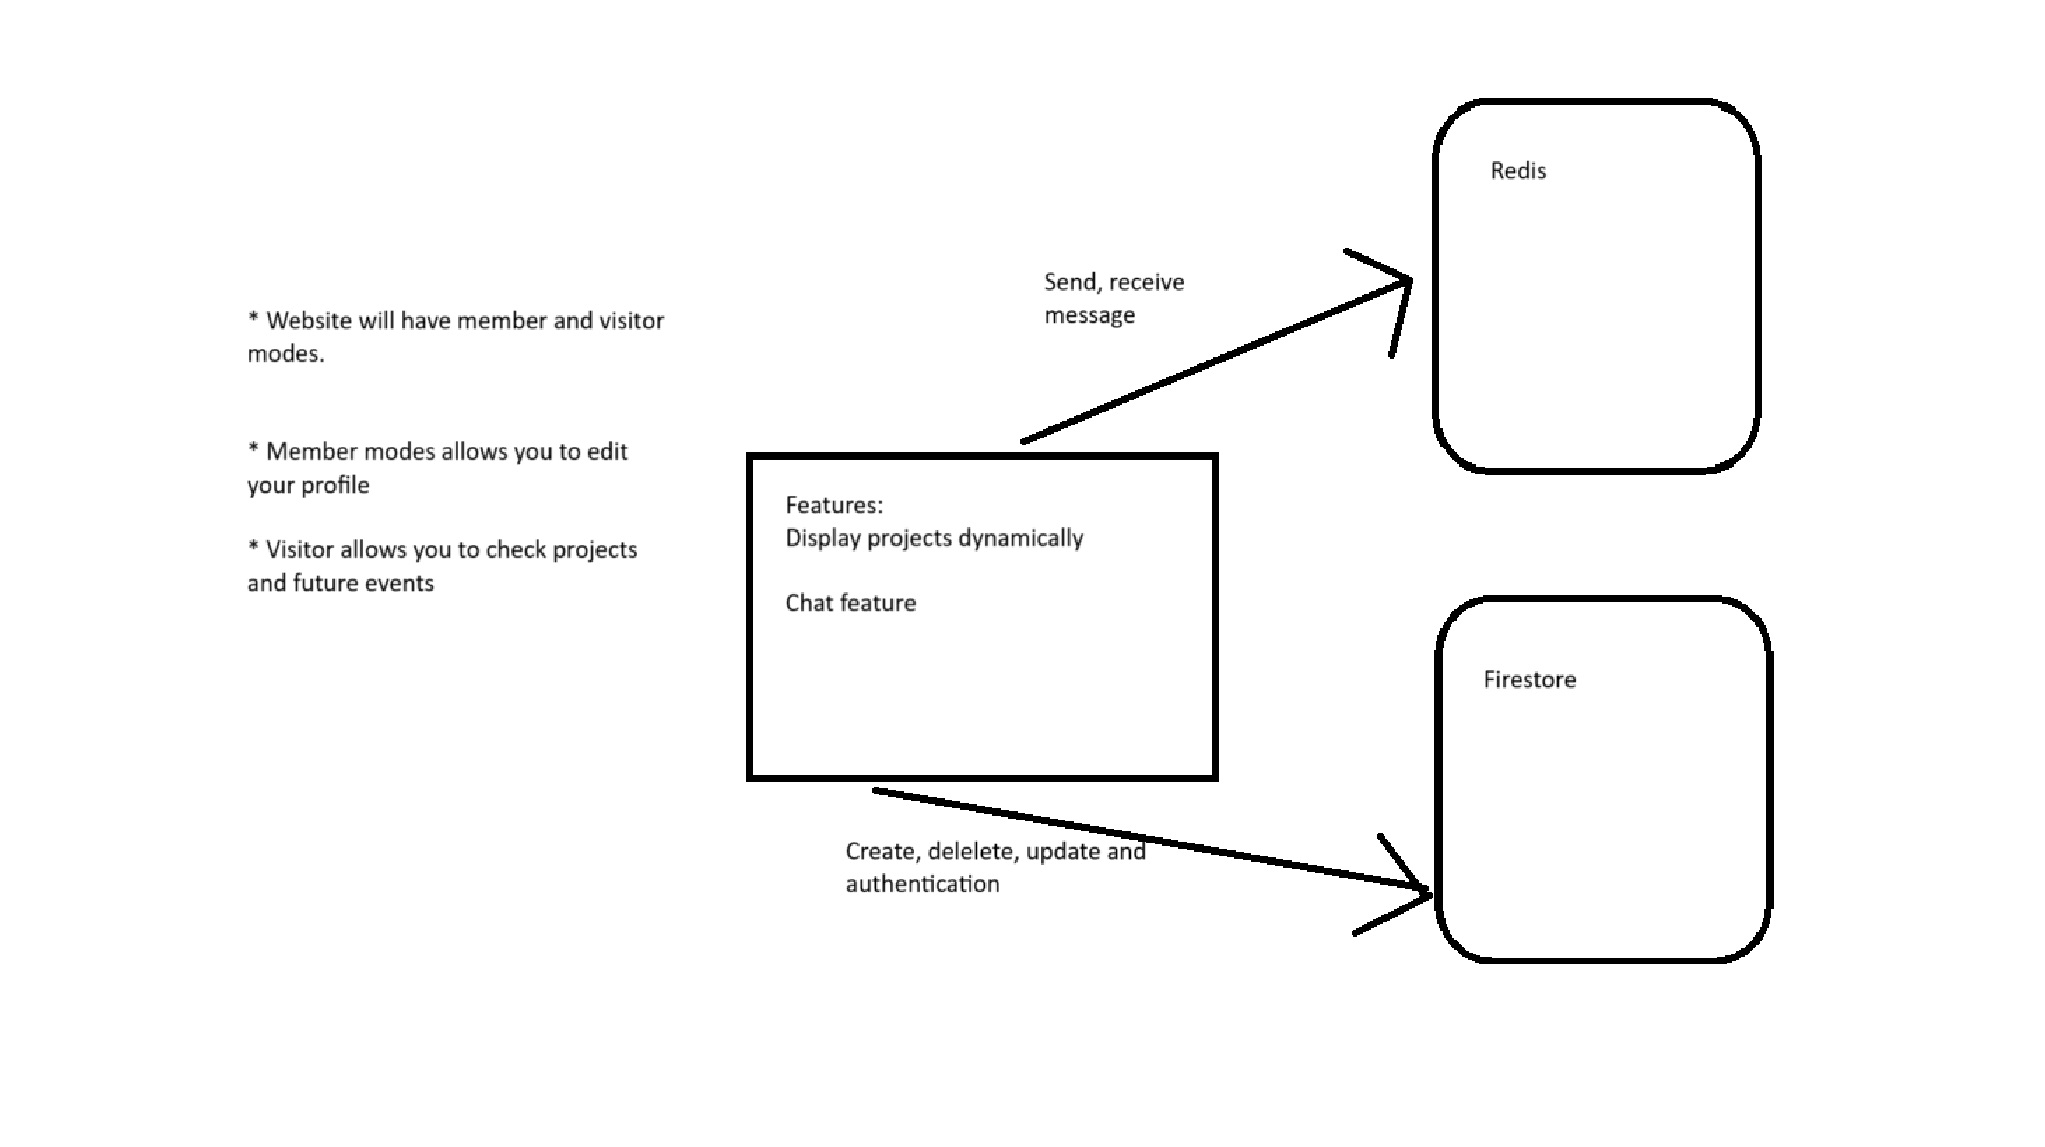 * Website will have member and visitor
modes.
* Member modes allows you to edit
your profile
* Visitor allows you to check projects
and future events
Send, receive
message
Features:
Display projects dynamically
Chat feature
Create, delelete, update and
authentication
Redis
Firestore